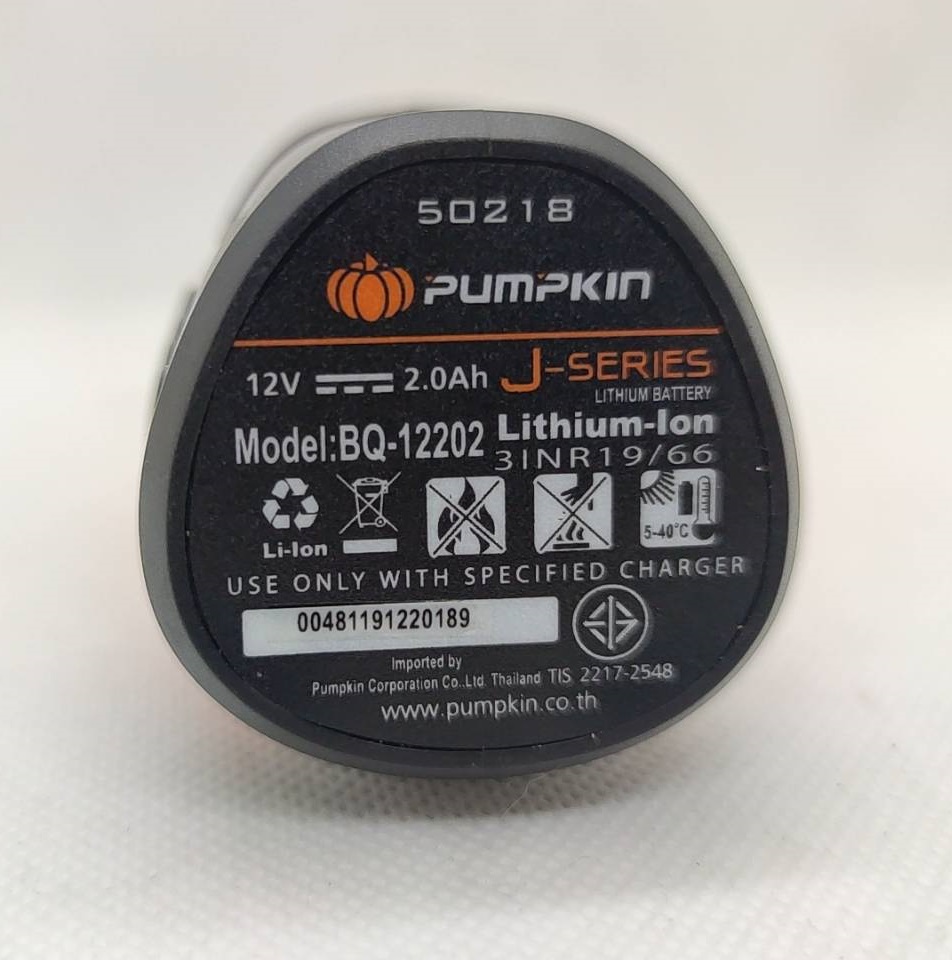 50218
PUMPKIN
12V 2.0Ah J-SERIES
LITHIUM BATTERY
Model:BQ-12202 Lithium-Ion
3INR19/66
Li-Ion
5-40°C
USE ONLY WITH SPECIFIED CHARGER
00481191220189
Imported by
Pumpkin Corporation Co.,Ltd. Thailand TIS 2217-2548
www.pumpkin.co.th